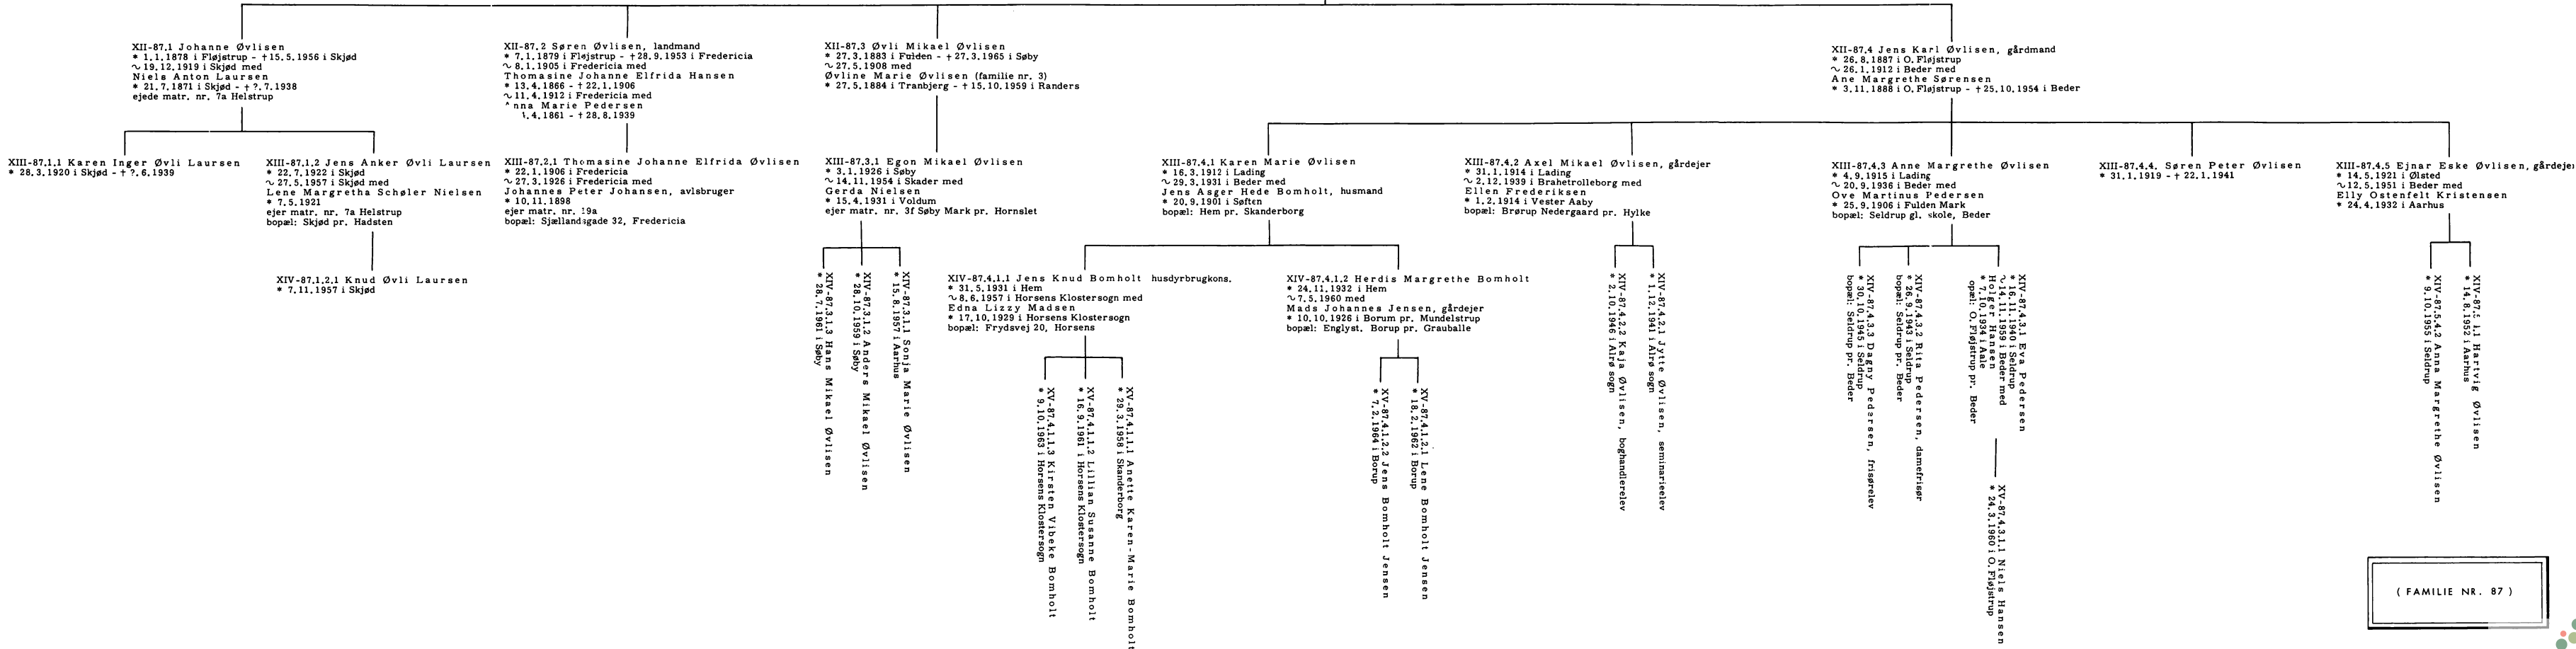 XII-87.1 Johanne Øvlisen
* 1.1.1878 i Fløjstrup - †15.5.1956 i Skjød
~ 19.12.1919 i Skjød med
Niels Anton Laursen
* 21.7.1871 i Skjød - † ?.7.1938
ejede matr. nr. 7a Helstrup
XII-87.2 Søren Øvlisen, landmand
* 7.1.1879 i Fløjstrup - †28.9.1953 i Fredericia
~ 8.1.1905 i Fredericia med
Thomasine Johanne Elfrida Hansen
* 13.4.1866 - † 22.1.1906
~ 11.4.1912 i Fredericia med
nna Marie Pedersen
.4.1861 - † 28.8.1939
XII-87.3 Øvli Mikael Øvlisen
* 27.3.1883 i Fulden - †27.3.1965 i Søby
~ 27.5.1908 med
Øvline Marie Øvlisen (familie nr. 3)
* 27.5.1884 i Tranbjerg - †15.10.1959 i Randers
XII-87.4 Jens Karl Øvlisen, gårdmand
* 26.8.1887 i O. Fløjstrup
~ 26.1.1912 i Beder med
Ane Margrethe Sørensen
* 3.11.1888 i O. Fløjstrup - † 25.10.1954 i Beder
XIII-87.1.1 Karen Inger Øvli Laursen
* 28.3.1920 i Skjød - † ?.6.1939
XIII-87.1.2 Jens Anker Øvli Laursen
* 22.7.1922 i Skjød
~ 27.5.1957 i Skjød med
Lene Margretha Schøler Nielsen
* 7.5.1921
ejer matr. nr. 7a Helstrup
bopæl: Skjød pr. Hadsten
XIII-87.2.1 Thomasine Johanne Elfrida Øvlisen
* 22.1.1906 i Fredericia
~ 27.3.1926 i Fredericia med
Johannes Peter Johansen, avlsbruger
* 10.11.1898
ejer matr. nr. 19a
bopæl: Sjællandsgade 32, Fredericia
XIII-87.3.1 Egon Mikael Øvlisen
* 3.1.1926 i Søby
~ 14.11.1954 i Skader med
Gerda Nielsen
* 15.4.1931 i Voldum
ejer matr. nr. 3f Søby Mark pr. Hornslet
XIII-87.4.1 Karen Marie Øvlisen
* 16.3.1912 i Lading
~ 29.3.1931 i Beder med
Jens Asger Hede Bomholt, husmand
* 20.9.1901 i Søften
bopæl: Hem pr. Skanderborg
XIII-87.4.2 Axel Mikael Øvlisen, gårdejer
* 31.1.1914 i Lading
~ 2.12.1939 i Brahetrolleborg med
Ellen Frederiksen
* 1.2.1914 i Vester Aaby
bopæl: Brørup Nedergaard pr. Hylke
XIII-87.4.3 Anne Margrethe Øvlisen
* 4.9.1915 i Lading
~ 20.9.1936 i Beder med
Ove Martinus Pedersen
* 25.9.1906 i Fulden Mark
bopæl: Seldrup gl. skole, Beder
XIII-87.4.4. Søren Peter Øvlisen
* 31.1.1919 - † 22.1.1941
XIII-87.4.5 Ejnar Eske Øvlisen, gårdejer
* 14.5.1921 i Ølsted
~ 12.5.1951 i Beder med
Elly Ostenfelt Kristensen
* 24.4.1932 i Aarhus
XIV-87.1.2.1 Knud Øvli Laursen
* 7.11.1957 i Skjød
XIV-87.3.1.3 Hans Mikael Øvlisen
* 28.7.1961 i Søby
XIV-87.3.1.2 Anders Mikael Øvlisen
* 28.10.1959 i Søby
XIV-87.3.1.1 Sonja Marie Øvlisen
* 15.8.1957 i Aarhus
XIV-87.4.1.1 Jens Knud Bomholt husdyrbrugkons.
* 31.5.1931 i Hem
~ 8.6.1957 i Horsens Klostersogn med
Edna Lizzy Madsen
* 17.10.1929 i Horsens Klostersogn
bopæl: Frydsvej 20, Horsens
XIV-87.4.1.2 Herdis Margrethe Bomholt
* 24.11.1932 i Hem
~ 7.5.1960 med
Mads Johannes Jensen, gårdejer
* 10.10.1926 i Borum pr. Mundelstrup
bopæl: Englyst. Borup pr. Grauballe
XIV-87.4.2.2 Kaja Øvlisen, boghandlerelev
* 2.10.1946 i Alrø sogn
XIV-87.4.2.1 Jytte Øvlisen, seminarieelev
* 1.12.1941 i Alrø sogn
XIV-87.4.3.3 Dagny Pedersen, frisørelev
* 30.10.1945 i Seldrup
bopæl: Seldrup pr. Beder
XIV-87.4.3.2 Rita Pedersen, damefrisør
* 26.9.1943 i Seldrup
bopæl: Seldrup pr. Beder
XIV-87.4.3.1 Eva Pedersen
* 16.11.1940 i Seldrup
~ 14.11.1959 i Beder med
Holger Hansen
* 7.10.1934 i Aale
opæl: O. Fløjstrup pr. Beder
XIV-87.5.4.2 Anna Margrethe Øvlisen
* 9.10.1955 i Seldrup
Hartvig Øvlisen
* 14.8.1952 i Aarhus
XV-87.4.1.1.3 Kirsten Vibeke Bomholt
* 9.10.1963 i Horsens Klostersogn
XV-87.4.1.1.2 Lillian Susanne Bomholt
* 16.9.1961 i Horsens Klostersogn
XV-87.4.1.1.1 Anette Karen-Marie Bomholt
* 29.3.1958 i Skanderborg
XV-87.4.1.2.2 Jens Bomholt Jensen
* 7.2.1964 i Borup
XV-87.4.1.2.1 Lene Bomholt Jensen
* 18.2.1962 i Borup
XV-87.4.3.1.1 Niels Hansen
* 24.3.1960 i O. Fløjstrup
( FAMILIE NR. 87 )